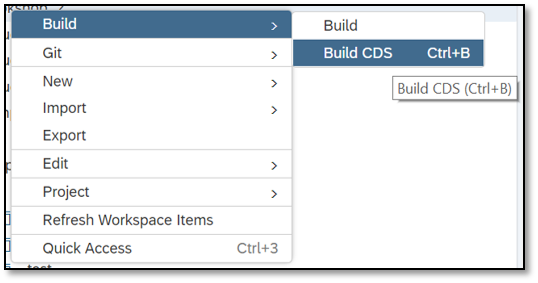 Build
Build
Git
Build CDS Ctrl+B
New
Build CDS (Ctrl+B)
Import
Export
Edit
Project
Refresh Workspace Items
Quick Access Ctrl+3